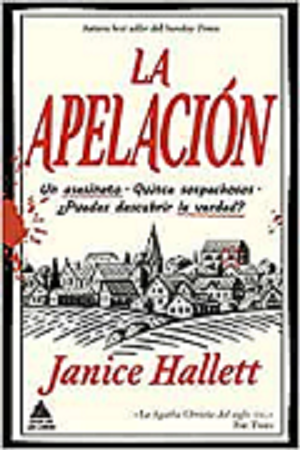 Autora best seller del Sunday Times
LA
APELACIÓN
Un asesinato · Quince sospechosos ·
¿Puedes descubrir la verdad?
Janice Hallett
«La Agatha Christie del siglo
THE TIMES